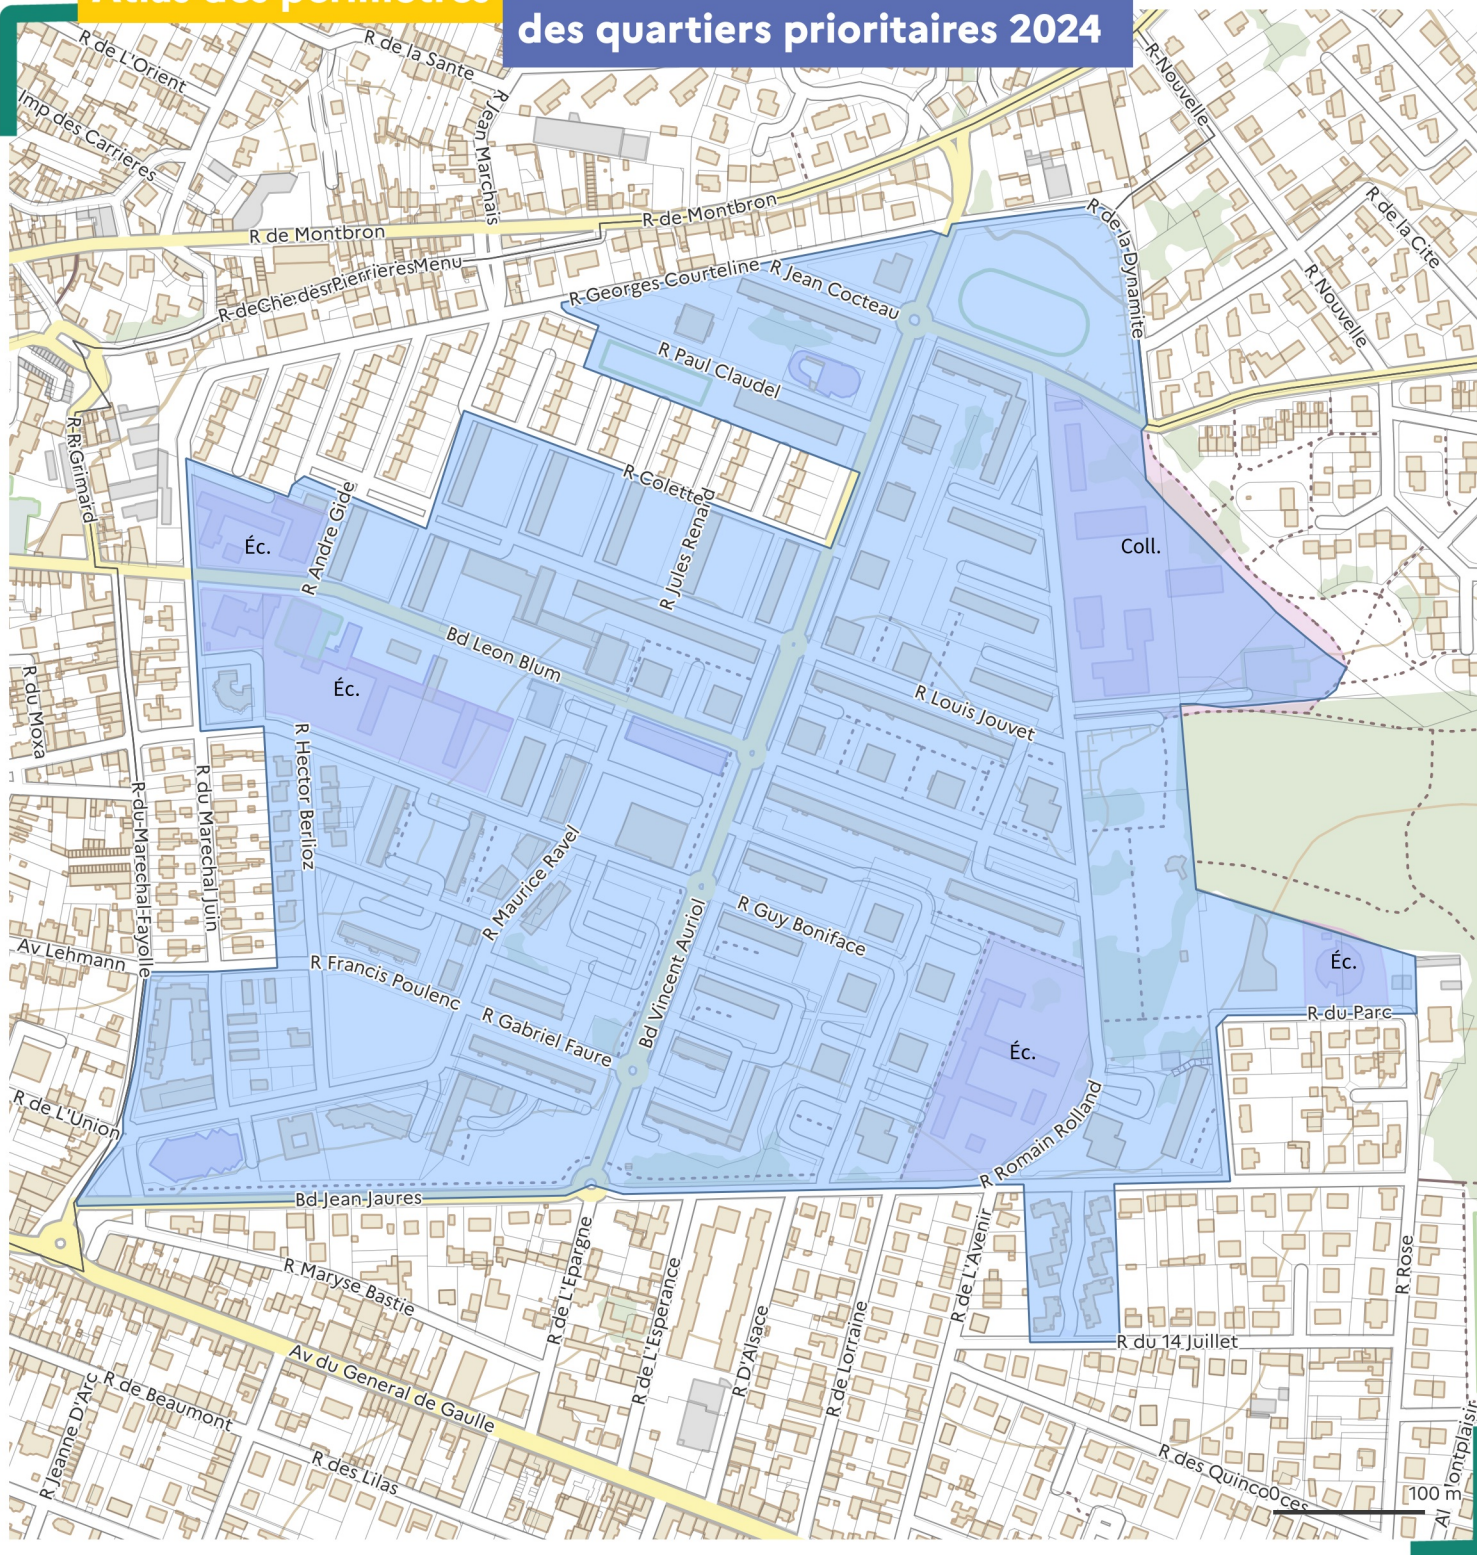 Atlas des périmètres
des quartiers prioritaires 2024
R de L'Orient
R de la Sante
R Nouvelle
Imp des Carrieres
R Jean Marchais
R de Montbron
R de Montbron
R de la Dynamite
R de la Cite
R Nouvelle
R de
Che des Pierrieres
Menu
R Georges Courteline
R Jean Cocteau
R Paul Claudel
R Grimard
R Andre Gide
R Colette
R Jules Renard
Éc.
Coll.
Bd Leon Blum
Éc.
R Louis Jouvet
R du Moxa
R Hector Berlioz
R du Marechal Juin
R du Marechal Fayolle
R Maurice Ravel
R Guy Boniface
Bd Vincent Auriol
Av Lehmann
R Francis Poulenc
R Gabriel Faure
Éc.
R du Parc
Éc.
R de L'Union
R Romain Rolland
Bd Jean Jaures
R Maryse Bastie
R de L'Epargne
R de L'Esperance
R D'Alsace
R de Lorraine
R de L'Avenir
R Rose
R du 14 Juillet
Av du General de Gaulle
R de Beaumont
R Jeanne D'Arc
R des Lilas
R des Quinconces
Al Montplaisir
0
100 m